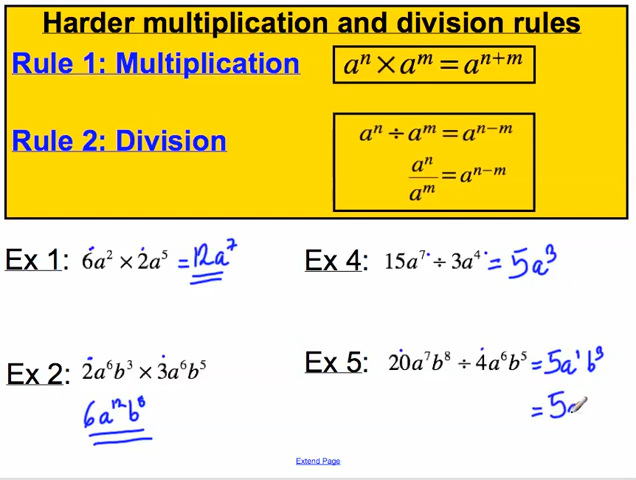 Harder multiplication and division rules
Rule 1: Multiplication
aⁿ × aᵐ = aⁿ⁺ᵐ
Rule 2: Division
aⁿ ÷ aᵐ = aⁿ⁻ᵐ
aⁿ/aᵐ = aⁿ⁻ᵐ
Ex 1: 6a² × 2a⁵ = 12a⁷
Ex 4: 15a⁷ ÷ 3a⁴ = 5a³
Ex 2: 2a⁶b³ × 3a⁶b⁵
6a¹²b⁸
Ex 5: 20a⁷b⁸ ÷ 4a⁶b⁵ = 5a¹b³
= 5a
Extend Page